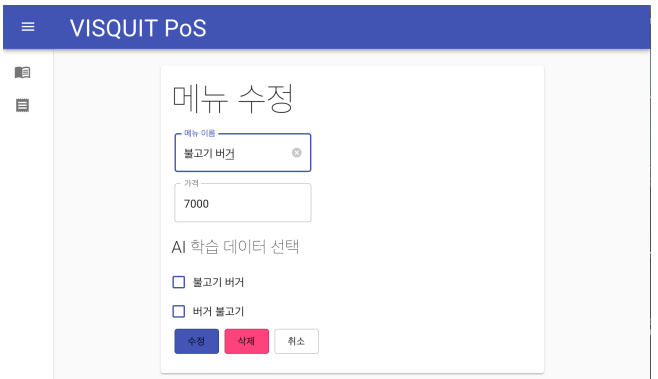 VISQUIT PoS
메뉴 수정
메뉴 이름
불고기 버거
가격
7000
AI 학습 데이터 선택
불고기 버거
버거 불고기
수정 삭제 취소